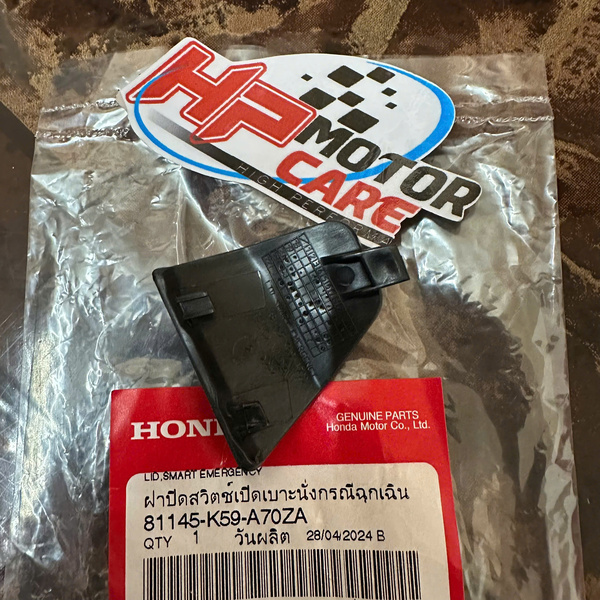 HP
MOTOR
CARE
HIGH PERFORMA
HON
GENUINE PARTS
Honda Motor Co., Ltd.
LID,SMART EMERGENCY
ฝาปิดสวิตช์เปิดเบาะนั่งกรณีฉุกเฉิน
81145-K59-A70ZA
QTY 1 วันผลิต 28/04/2024 B